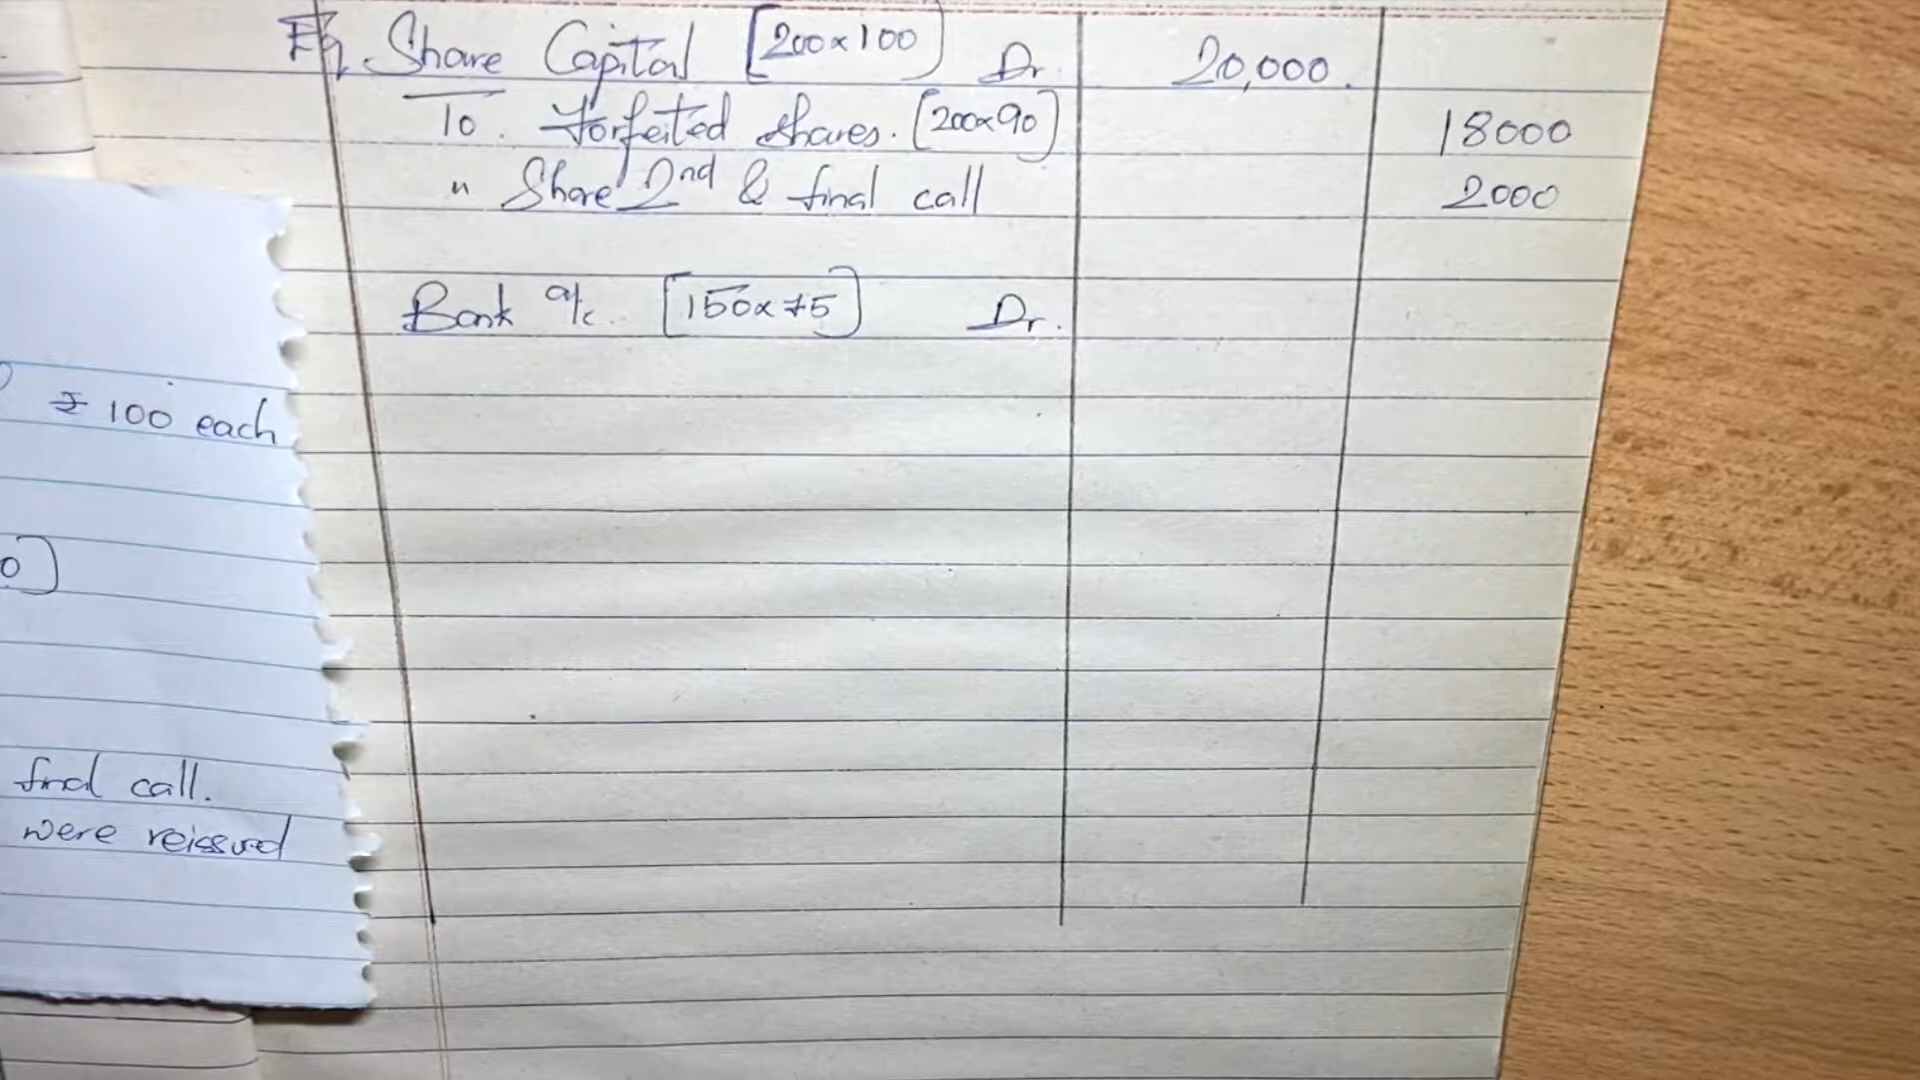 Eq. Share Capital [200x100] Dr. 20,000.
To. Forfeited shares. [200x90] 18000
" Share 2nd & final call 2000
Bank a/c. [150x75] Dr.
₹ 100 each
0]
final call.
were reissued